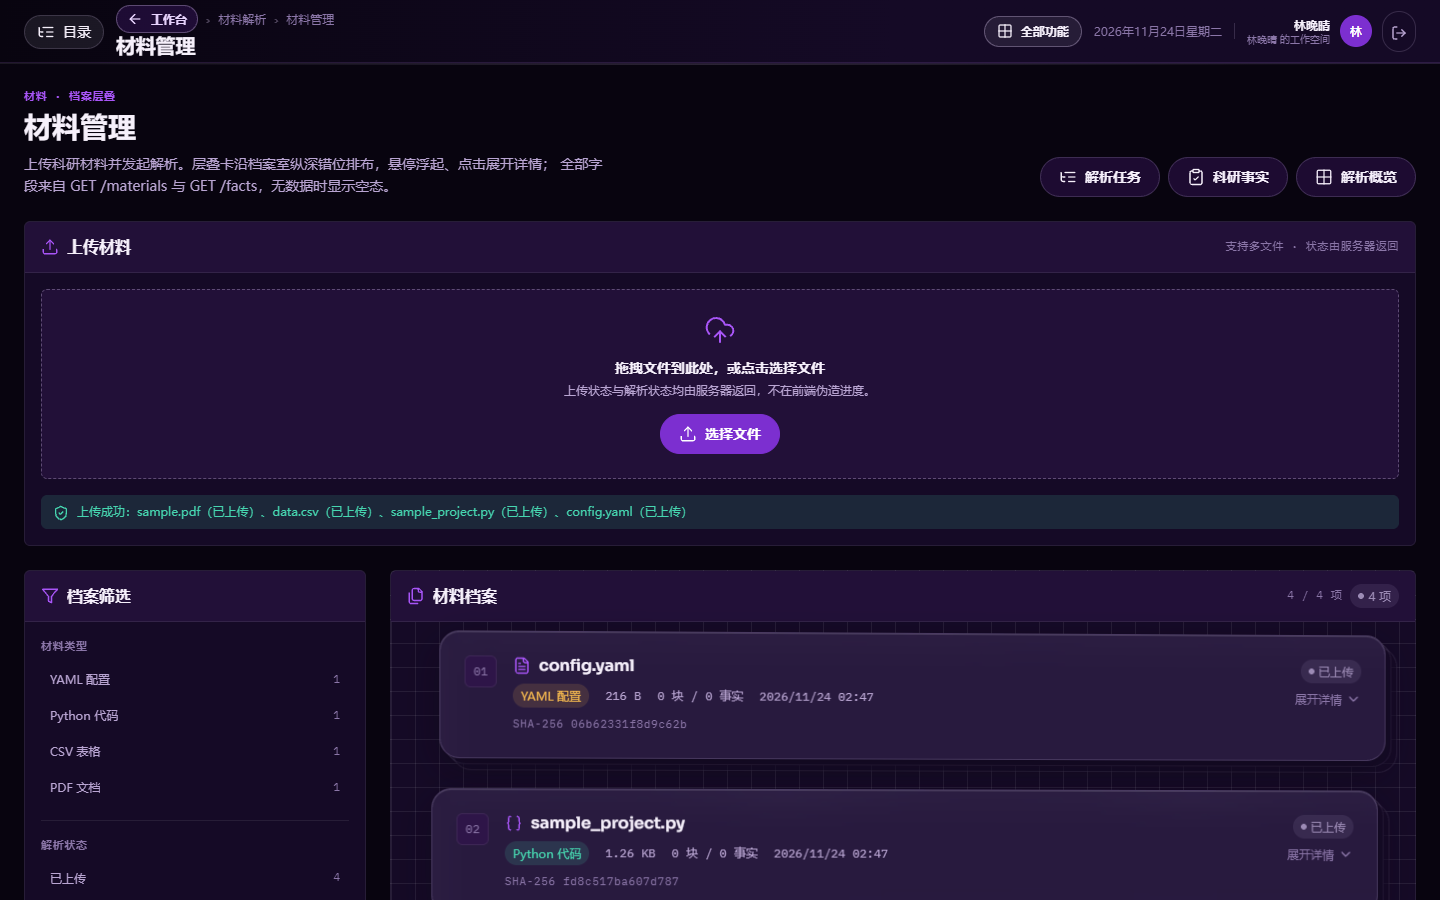 目录
工作台 › 材料解析 › 材料管理
材料管理
全部功能
2026年11月24日星期二
林晚晴
林晚晴 的工作空间
林
材料 · 档案层叠
材料管理
上传科研材料并发起解析。层叠卡沿档案室纵深错位排布，悬停浮起、点击展开详情； 全部字
段来自 GET /materials 与 GET /facts，无数据时显示空态。
解析任务
科研事实
解析概览
上传材料
支持多文件 · 状态由服务器返回
拖拽文件到此处，或点击选择文件
上传状态与解析状态均由服务器返回，不在前端伪造进度。
选择文件
上传成功：sample.pdf（已上传）、data.csv（已上传）、sample_project.py（已上传）、config.yaml（已上传）
档案筛选
材料类型
YAML 配置 1
Python 代码 1
CSV 表格 1
PDF 文档 1
解析状态
已上传 4
材料档案
4 / 4 项
4 项
01
config.yaml
已上传
YAML 配置 216 B 0 块 / 0 事实 2026/11/24 02:47
展开详情
SHA-256 06b62331f8d9c62b
02
sample_project.py
已上传
Python 代码 1.26 KB 0 块 / 0 事实 2026/11/24 02:47
展开详情
SHA-256 fd8c517ba607d787